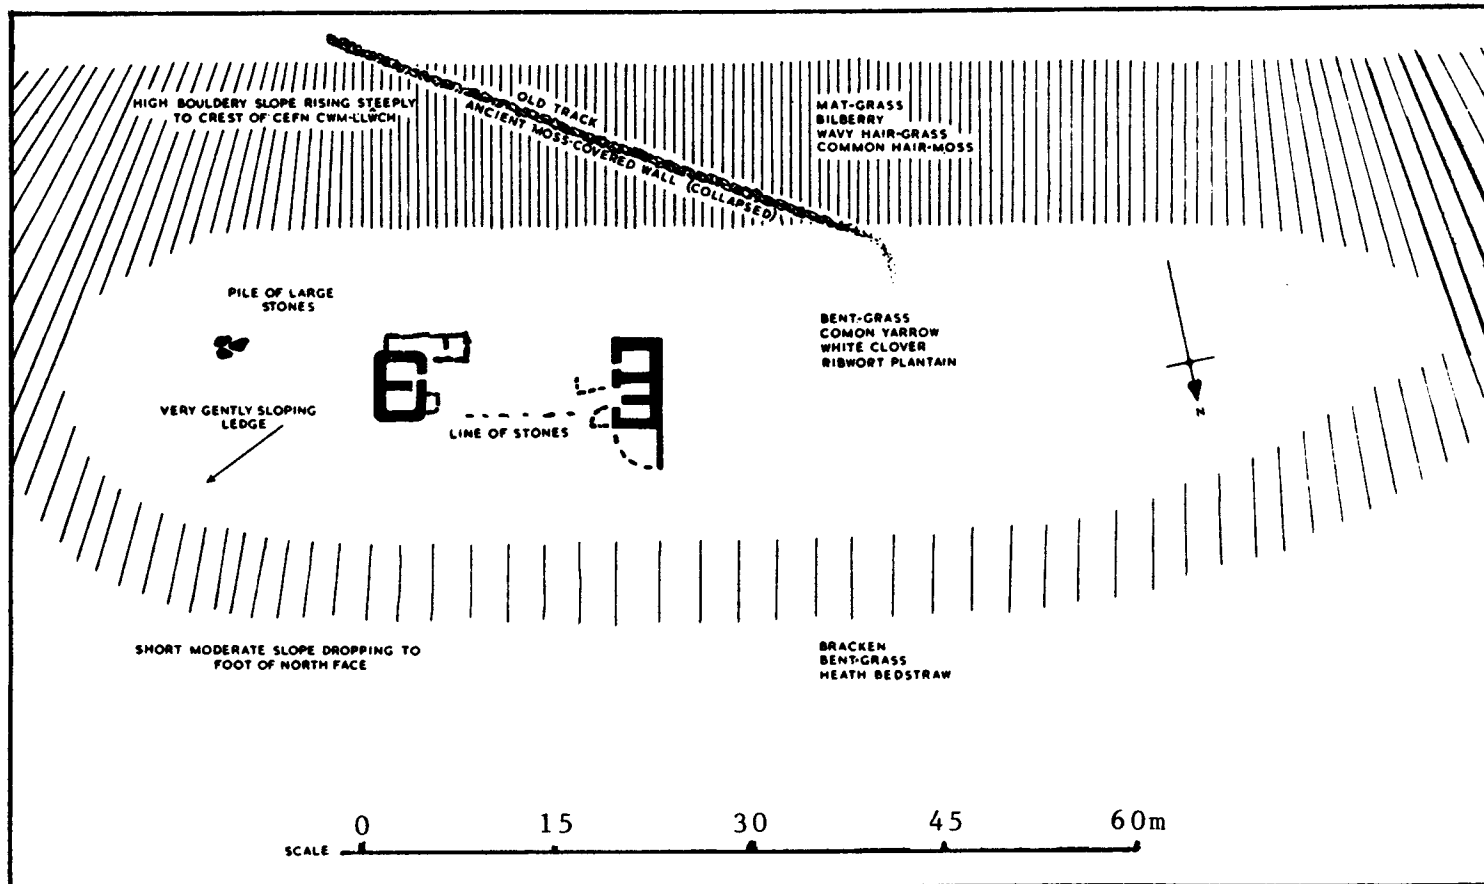 HIGH BOULDERY SLOPE RISING STEEPLY
TO CREST OF CEFN CWM-LLŴCH
OLD TRACK
ANCIENT MOSS-COVERED WALL (COLLAPSED)
MAT-GRASS
BILBERRY
WAVY HAIR-GRASS
COMMON HAIR-MOSS
PILE OF LARGE
STONES
BENT-GRASS
COMON YARROW
WHITE CLOVER
RIBWORT PLANTAIN
VERY GENTLY SLOPING
LEDGE
LINE OF STONES
N
SHORT MODERATE SLOPE DROPPING TO
FOOT OF NORTH FACE
BRACKEN
BENT-GRASS
HEATH BEDSTRAW
0 15 30 45 60m
SCALE